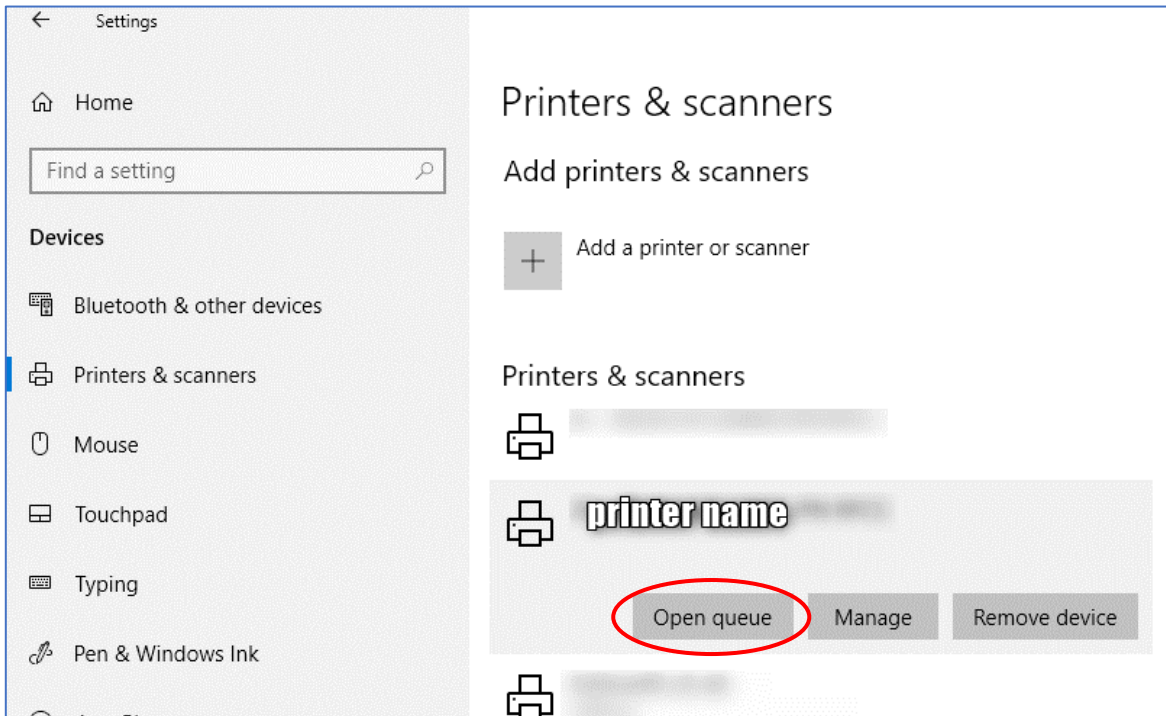 Settings
Home
Find a setting
Devices
Bluetooth & other devices
Printers & scanners
Mouse
Touchpad
Typing
Pen & Windows Ink
Printers & scanners
Add printers & scanners
Add a printer or scanner
Printers & scanners
printer name
Open queue
Manage
Remove device